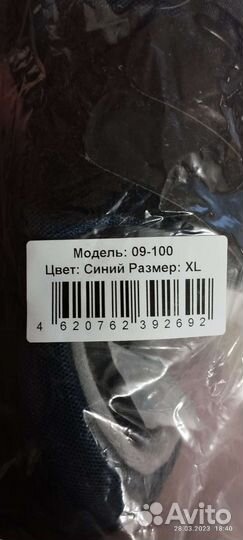 Модель: 09-100
Цвет: Синий Размер: XL
4 620762 392692
Avito
28.03.2023 18:40